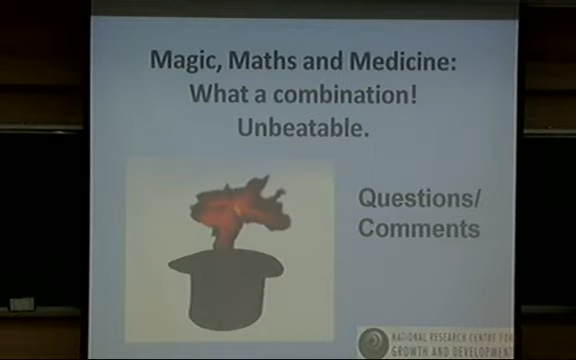 Magic, Maths and Medicine:
What a combination!
Unbeatable.
Questions/
Comments
NATIONAL RESEARCH CENTRE FOR
GROWTH AND DEVELOPMENT